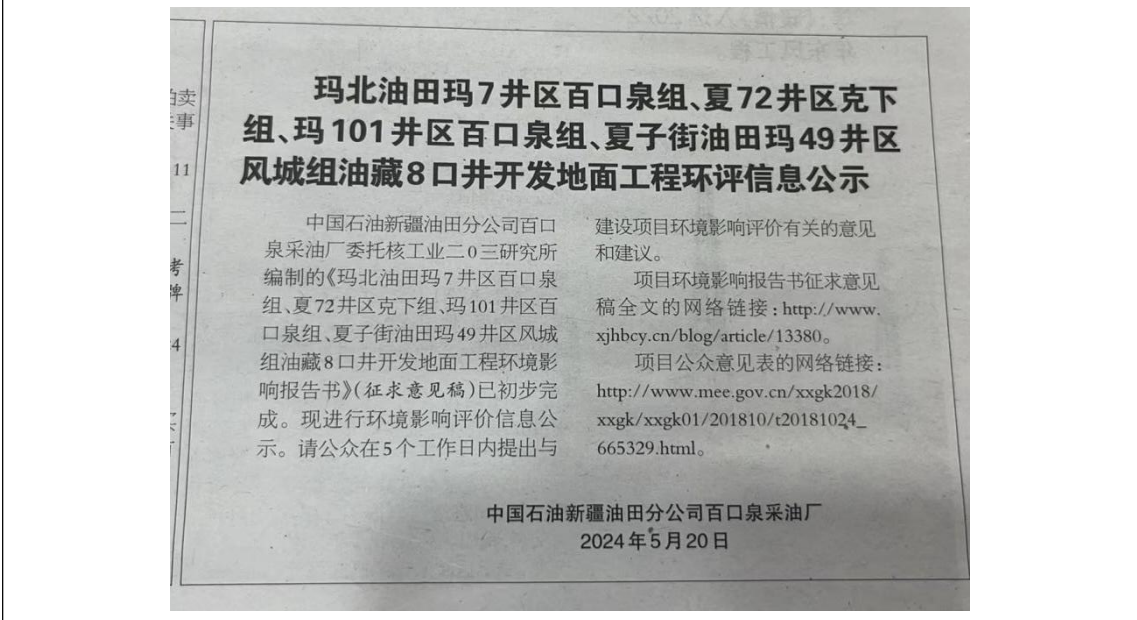 玛北油田玛7井区百口泉组、夏72井区克下
组、玛101井区百口泉组、夏子街油田玛49井区
风城组油藏8口井开发地面工程环评信息公示
中国石油新疆油田分公司百口
泉采油厂委托核工业二0三研究所
编制的《玛北油田玛7井区百口泉
组、夏72井区克下组、玛101井区百
口泉组、夏子街油田玛49井区风城
组油藏8口井开发地面工程环境影
响报告书》(征求意见稿)已初步完
成。现进行环境影响评价信息公
示。请公众在5个工作日内提出与
建设项目环境影响评价有关的意见
和建议。
项目环境影响报告书征求意见
稿全文的网络链接:http://www.
xjhbcy.cn/blog/article/13380。
项目公众意见表的网络链接:
http://www.mee.gov.cn/xxgk2018/
xxgk/xxgk01/201810/t20181024_
665329.html。
中国石油新疆油田分公司百口泉采油厂
2024年5月20日
卖
事
11
二
考
牌
4